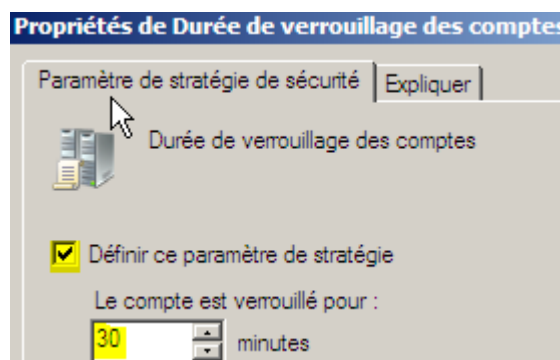 Propriétés de Durée de verrouillage des comptes
Paramètre de stratégie de sécurité
Expliquer
Durée de verrouillage des comptes
Définir ce paramètre de stratégie
Le compte est verrouillé pour :
30 minutes